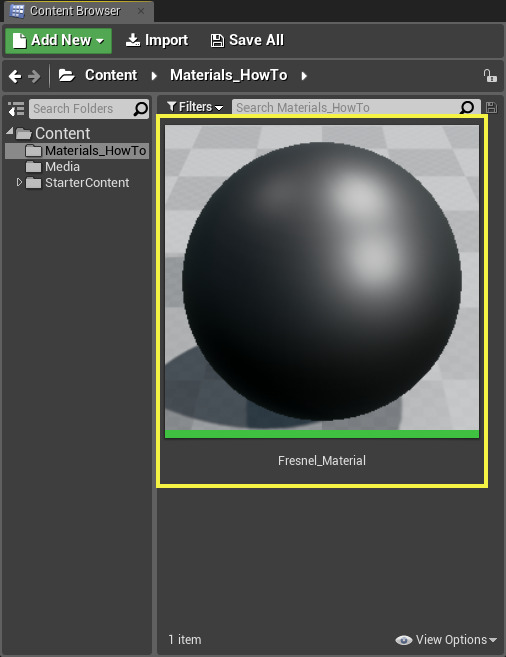 Content Browser
Add New Import Save All
Content Materials_HowTo
Search Folders
Filters Search Materials_HowTo
Content
Materials_HowTo
Media
StarterContent
Fresnel_Material
1 item View Options